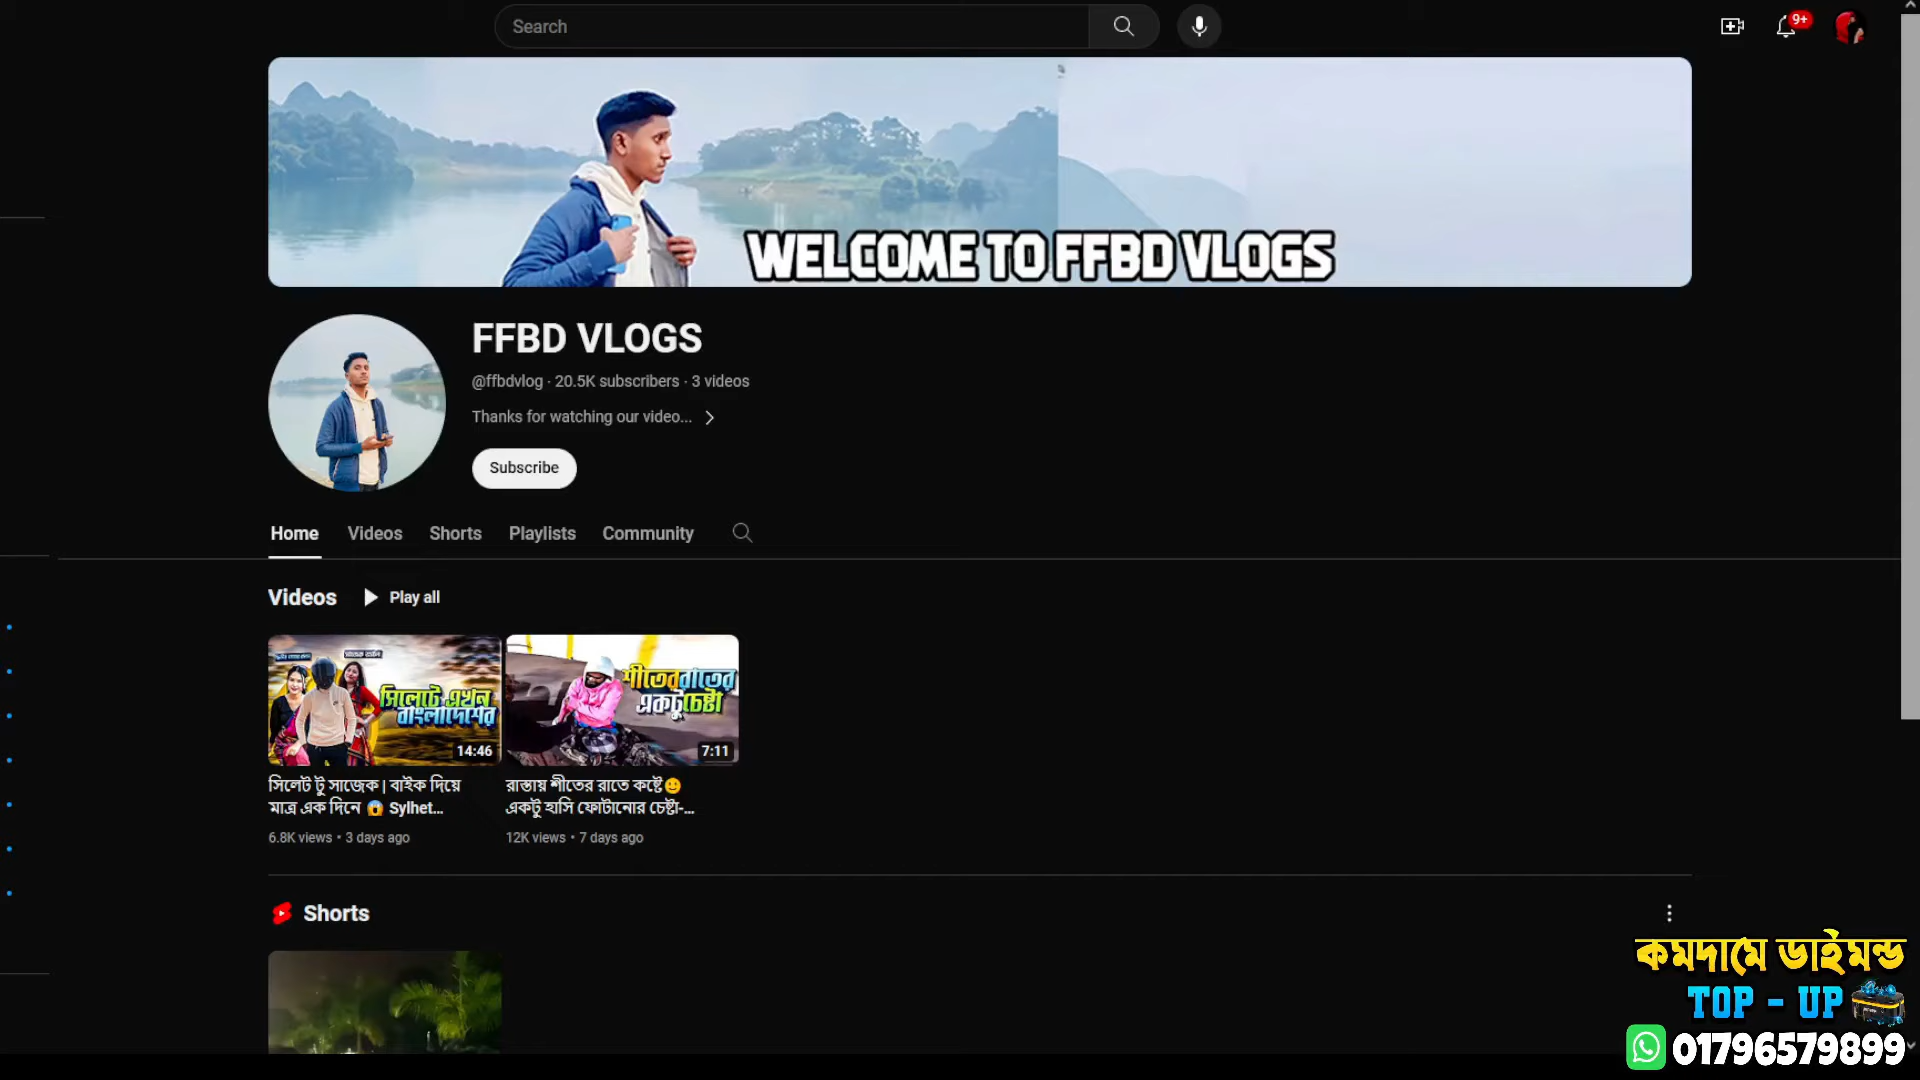 Search
9+
WELCOME TO FFBD VLOGS
FFBD VLOGS
@ffbdvlog · 20.5K subscribers · 3 videos
Thanks for watching our video...
Subscribe
Home Videos Shorts Playlists Community
Videos Play all
সিলেটে এখন
বাংলাদেশের
14:46
শীতের রাতের
একটু চেষ্টা
7:11
সিলেট টু সাজেক | বাইক দিয়ে
মাত্র এক দিনে 😱 Sylhet...
6.8K views • 3 days ago
রাস্তায় শীতের রাতে কষ্টে🙂
একটু হাসি ফোটানোর চেষ্টা-...
12K views • 7 days ago
Shorts
কমদামে ডাইমন্ড
TOP - UP
01796579899